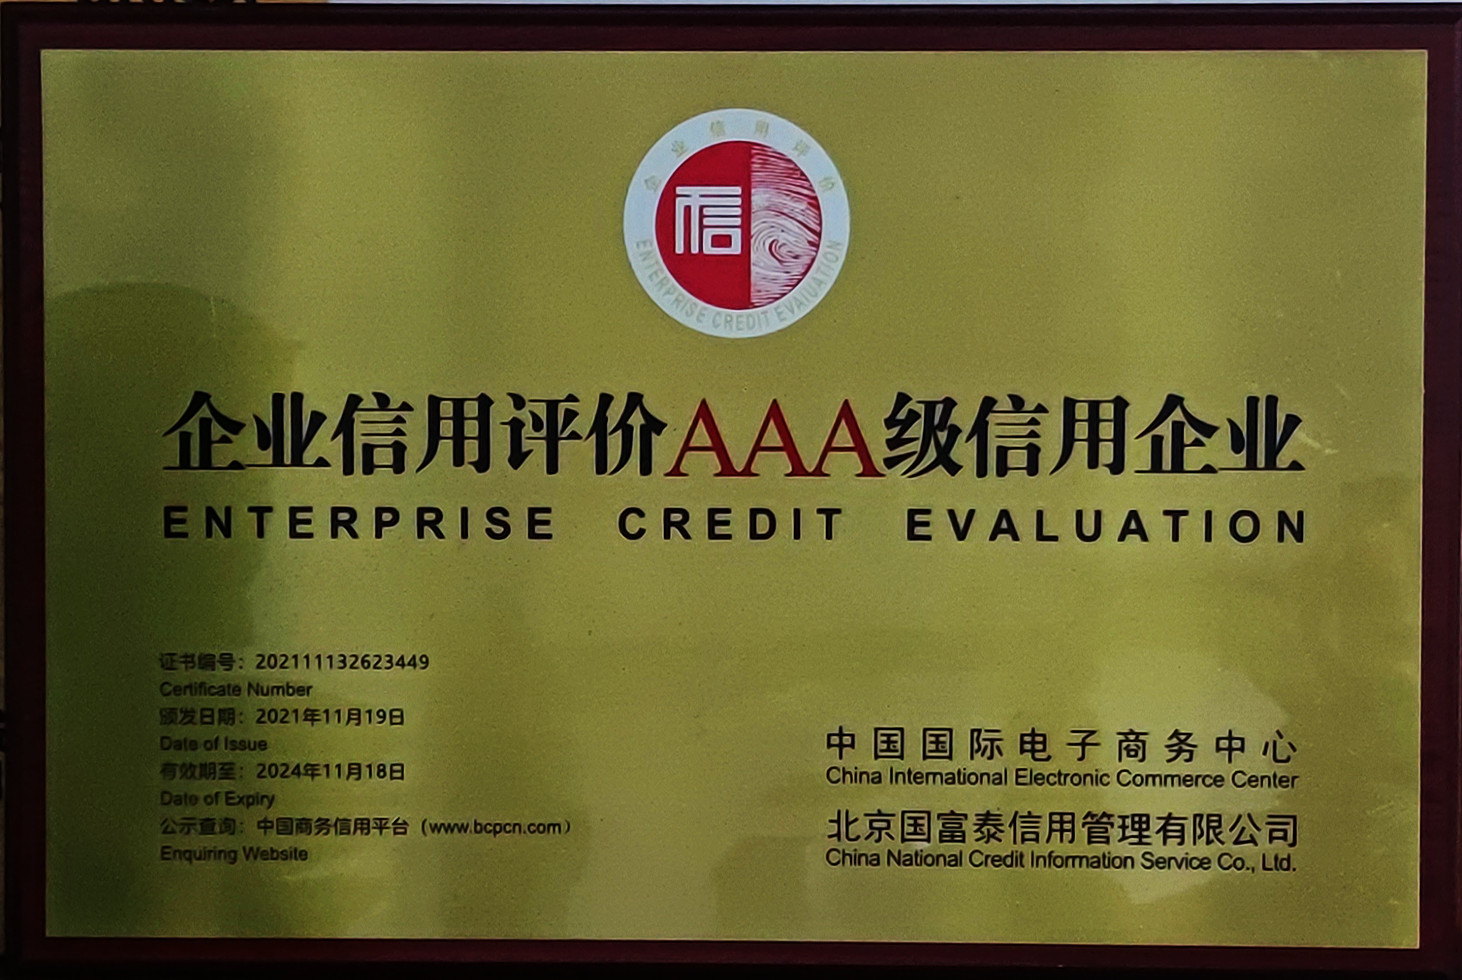 企业信用评价
信
ENTERPRISE CREDIT EVALUATION
企业信用评价AAA级信用企业
ENTERPRISE CREDIT EVALUATION
证书编号：202111132623449
Certificate Number
颁发日期：2021年11月19日
Date of Issue
有效期至：2024年11月18日
Date of Expiry
公示查询：中国商务信用平台（www.bcpcn.com）
Enquiring Website
中国国际电子商务中心
China International Electronic Commerce Center
北京国富泰信用管理有限公司
China National Credit Information Service Co., Ltd.